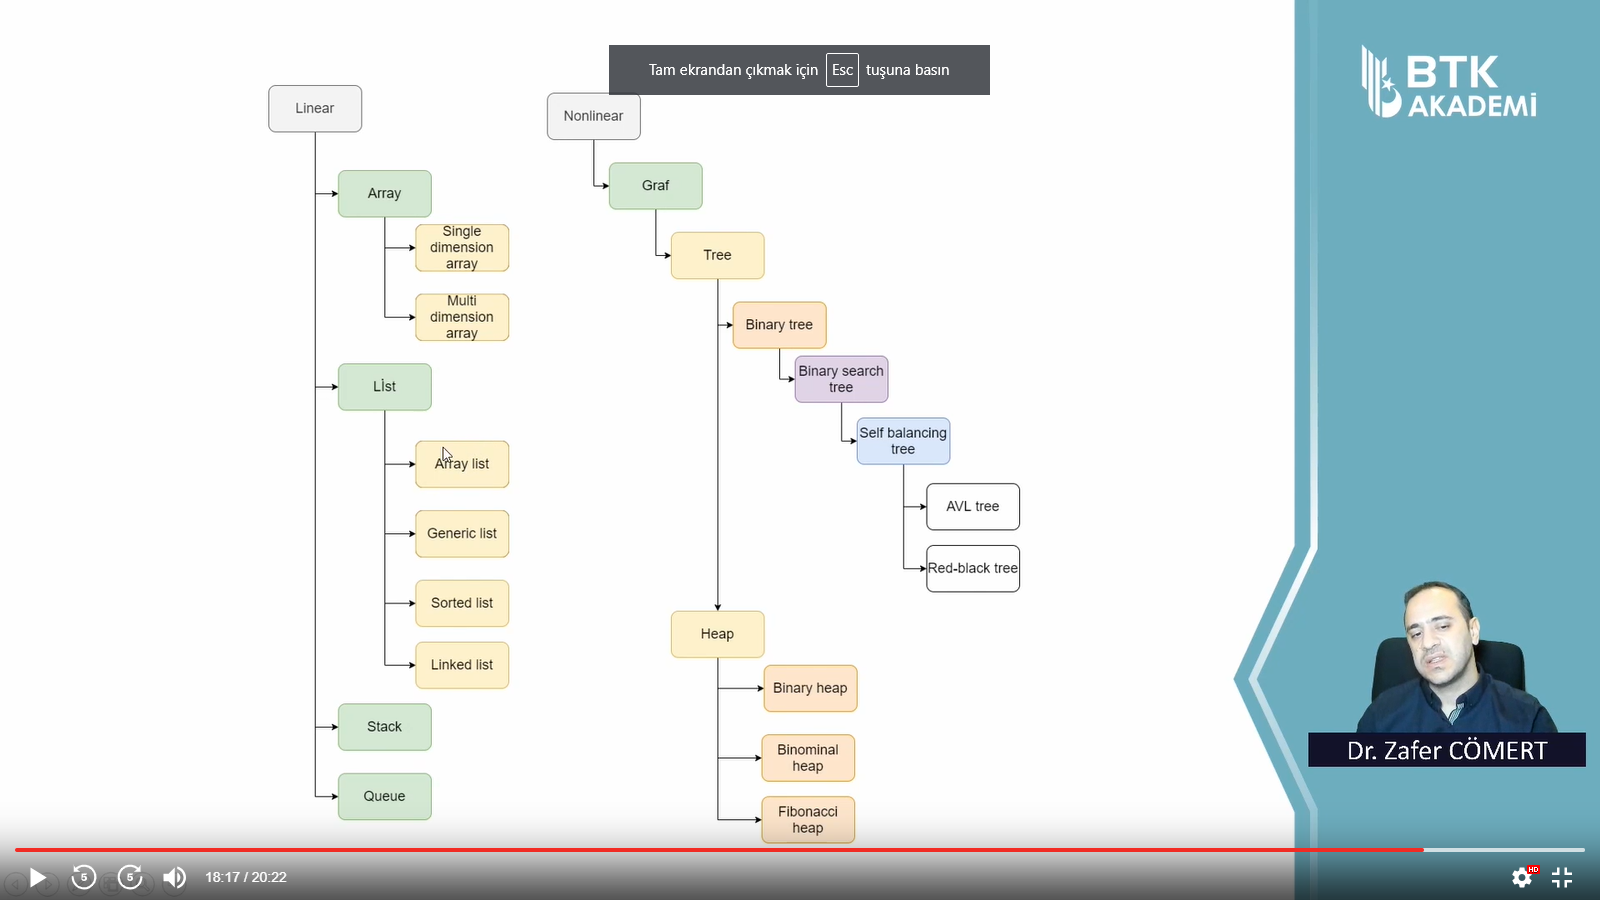 Tam ekrandan çıkmak için Esc tuşuna basın
BTK
AKADEMİ
Linear
Array
Single
dimension
array
Multi
dimension
array
Lİst
Array list
Generic list
Sorted list
Linked list
Stack
Queue
Nonlinear
Graf
Tree
Binary tree
Binary search
tree
Self balancing
tree
AVL tree
Red-black tree
Heap
Binary heap
Binominal
heap
Fibonacci
heap
Dr. Zafer CÖMERT
5
5
18:17 / 20:22
HD